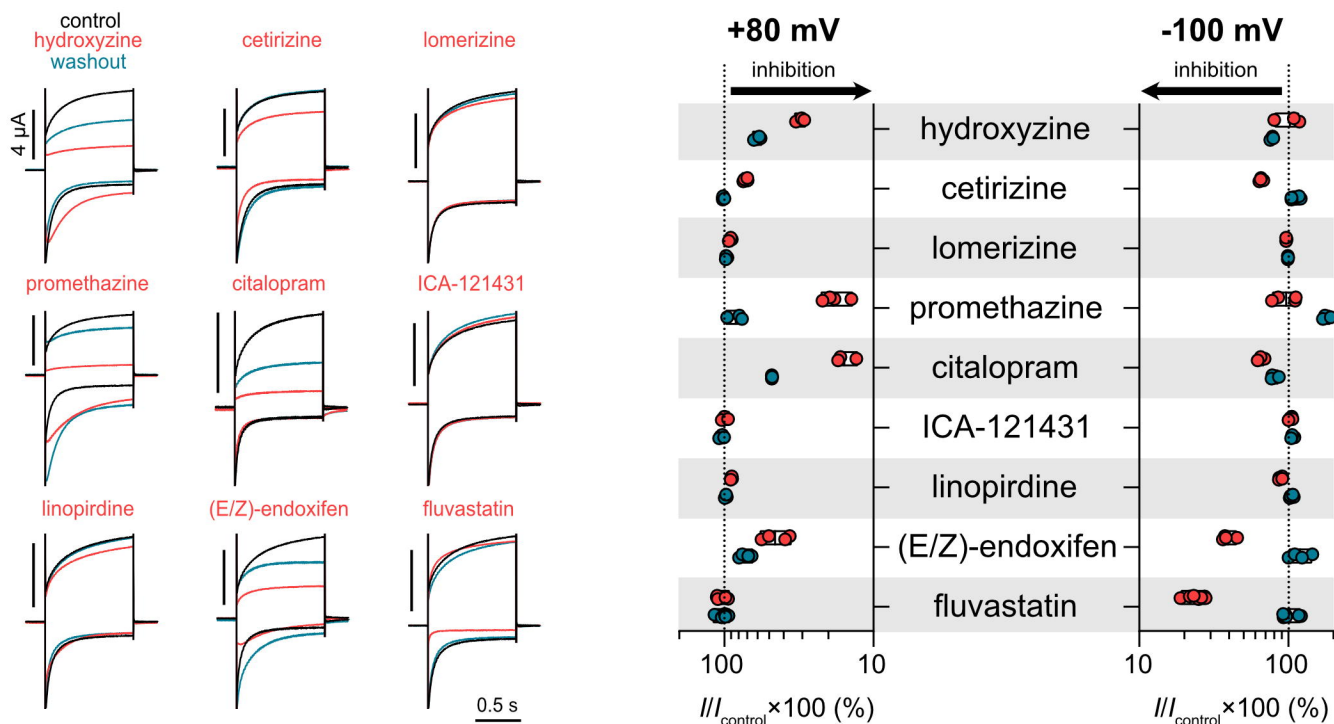 control
hydroxyzine
washout
cetirizine
lomerizine
4 µA
promethazine
citalopram
ICA-121431
linopirdine
(E/Z)-endoxifen
fluvastatin
0.5 s
+80 mV
-100 mV
inhibition
inhibition
hydroxyzine
cetirizine
lomerizine
promethazine
citalopram
ICA-121431
linopirdine
(E/Z)-endoxifen
fluvastatin
100
10
10
100
I/Icontrol×100 (%)
I/Icontrol×100 (%)